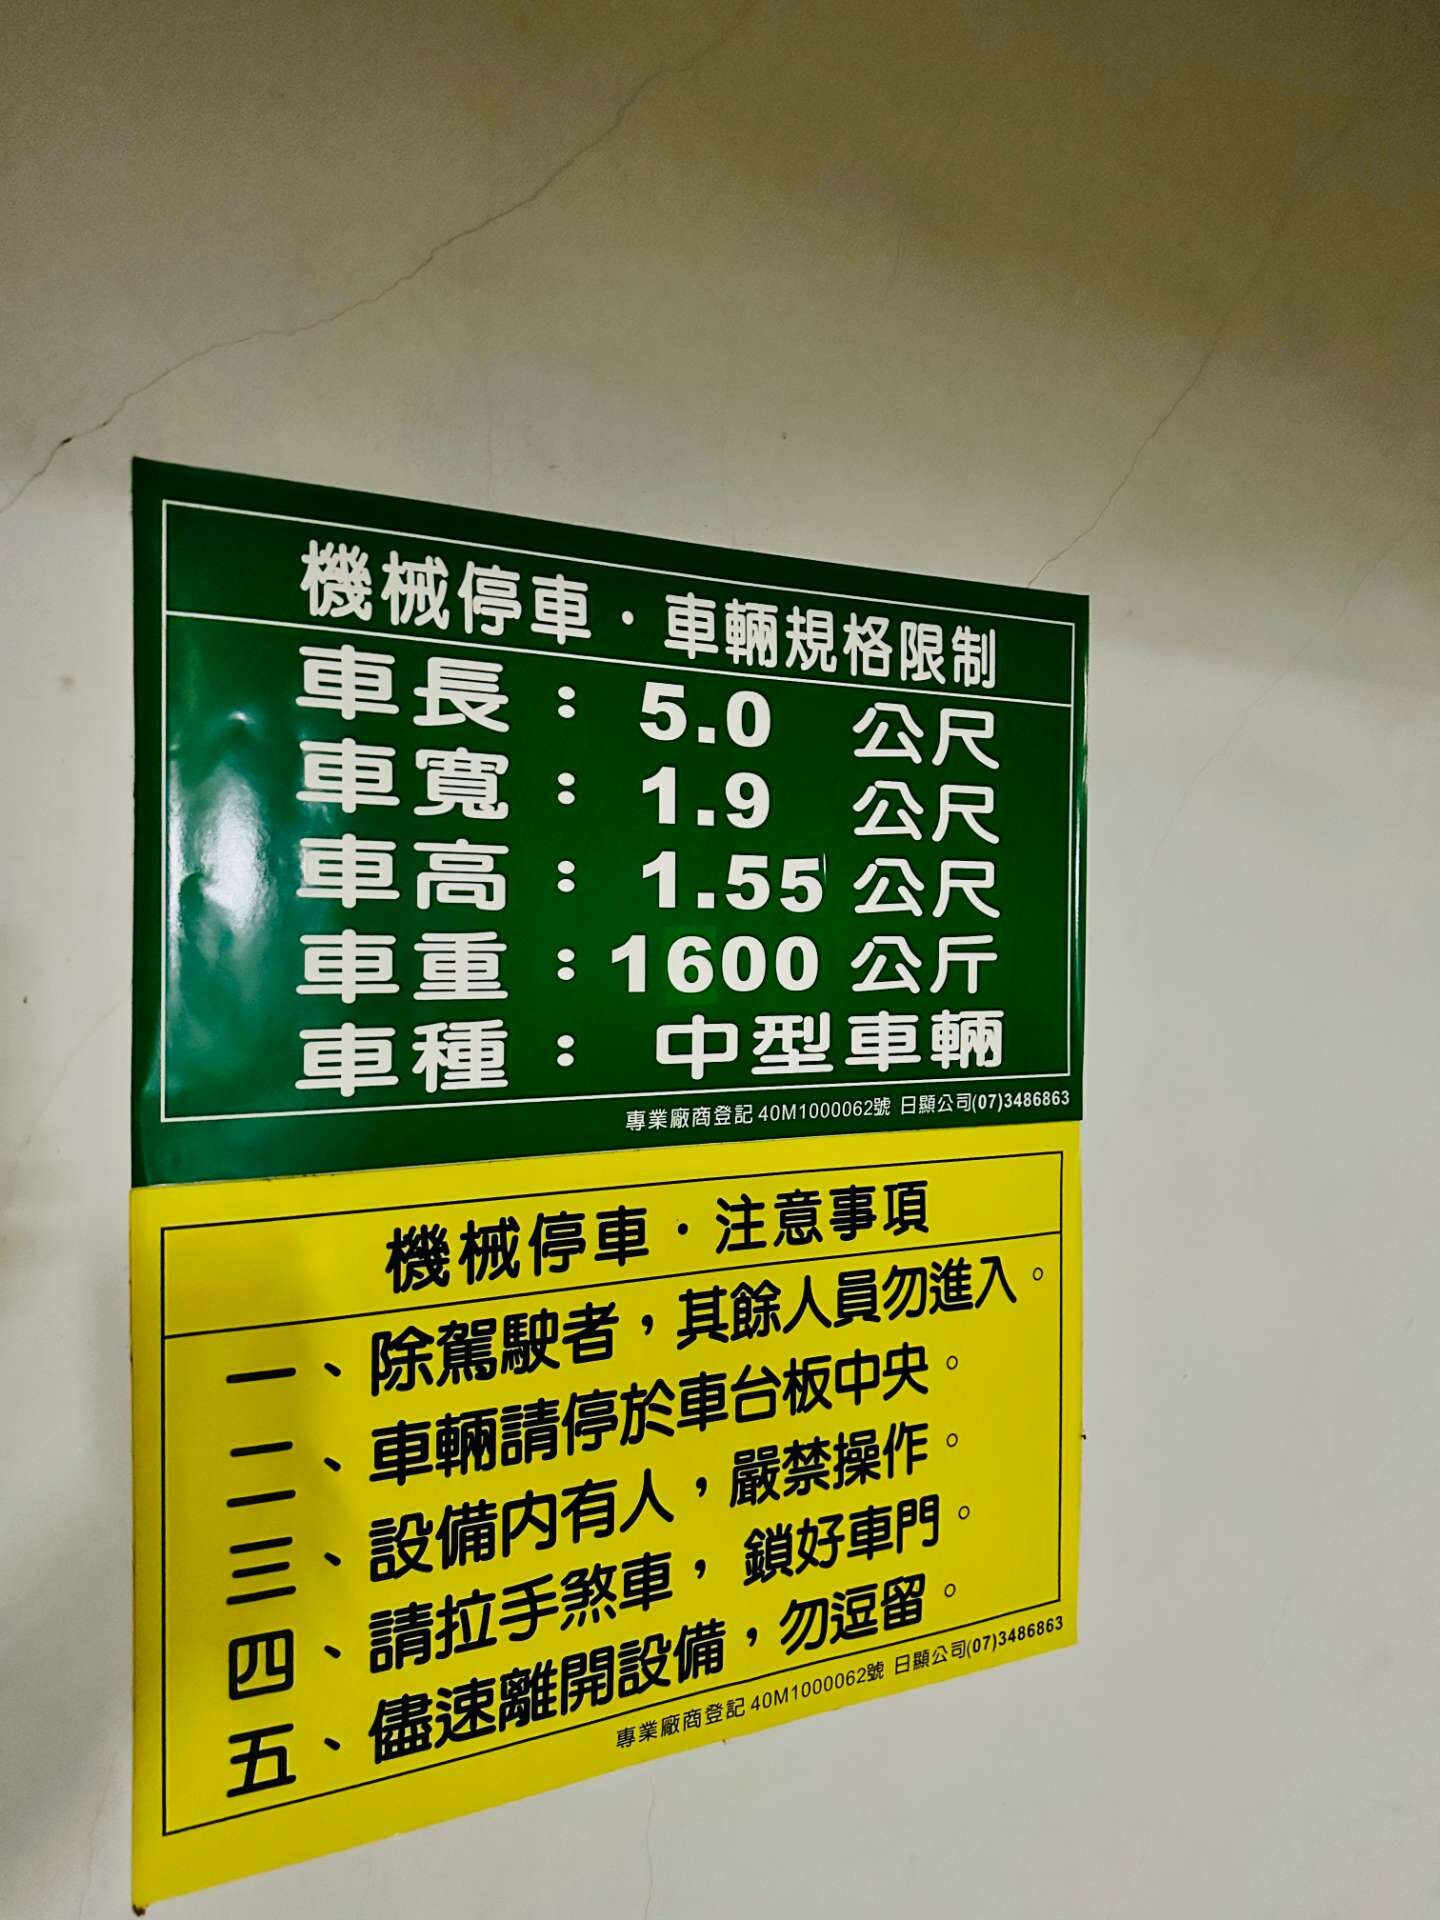 機械停車・車輛規格限制
車長：5.0 公尺
車寬：1.9 公尺
車高：1.55 公尺
車重：1600 公斤
車種：中型車輛
專業廠商登記 40M1000062號 日顯公司(07)3486863
機械停車・注意事項
一、除駕駛者，其餘人員勿進入。
二、車輛請停於車台板中央。
三、設備內有人，嚴禁操作。
四、請拉手煞車，鎖好車門。
五、儘速離開設備，勿逗留。
專業廠商登記 40M1000062號 日顯公司(07)3486863